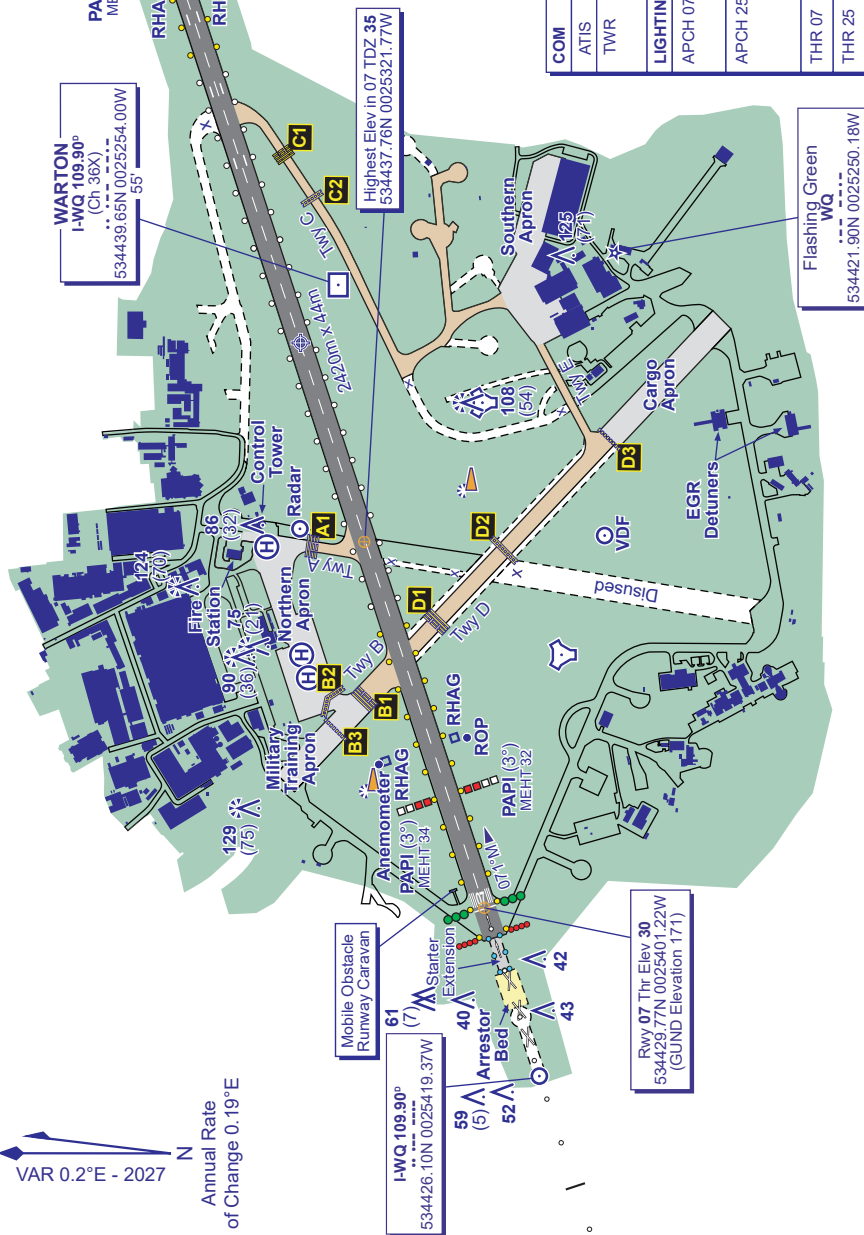 PA
ME
RHA
RH
COM
ATIS
TWR
LIGHTIN
APCH 07
APCH 25
THR 07
THR 25
WARTON
I-WQ 109.90D
(Ch 36X)
534439.65N 0025254.00W
55'
Highest Elev in 07 TDZ 35
534437.76N 0025321.77W
C1
C2
Twy C
2420m x 44m
Southern
Apron
125
(71)
Flashing Green
WQ
534421.90N 0025250.18W
Control
Tower
Radar
86
(32)
H
A1
Twy A
124
(70)
Fire
Station
75
(21)
90
(36)
Northern
Apron
H
H
B2
Twy B
B1
B3
Military
Training
Apron
129
(75)
108
(54)
Twy E
Cargo
Apron
D3
D2
D1
Twy D
VDF
EGR
Detuners
Disused
RHAG
ROP
Anemometer
RHAG
PAPI (3°)
MEHT 34
PAPI (3°)
MEHT 32
071°M
Mobile Obstacle
Runway Caravan
Starter
Extension
61
(7)
40
42
43
Arrestor
Bed
59
(5)
52
I-WQ 109.90D
534426.10N 0025419.37W
Rwy 07 Thr Elev 30
534429.77N 0025401.22W
(GUND Elevation 171)
VAR 0.2°E - 2027
N
Annual Rate
of Change 0.19°E